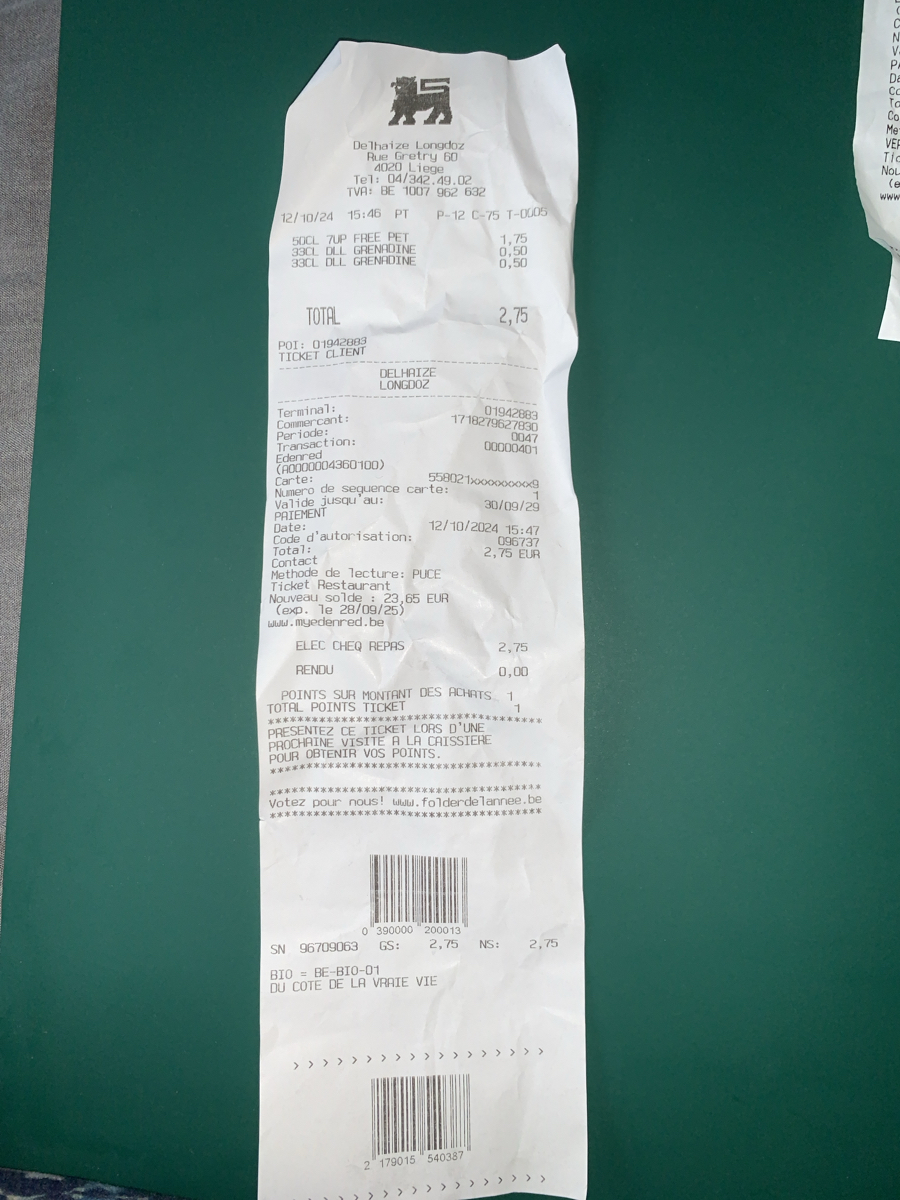 Delhaize Longdoz
Rue Gretry 60
4020 Liege
Tel: 04/342.49.02
TVA: BE 1007 962 632
12/10/24 15:46 PT P-12 C-75 T-0005
50CL 7UP FREE PET 1,75
33CL DLL GRENADINE 0,50
33CL DLL GRENADINE 0,50
TOTAL 2,75
POI: 01942883
TICKET CLIENT
DELHAIZE
LONGDOZ
Terminal: 01942883
Commercant: 1718279627830
Periode: 0047
Transaction: 00000401
Edenred
(A0000004360100)
Carte: 558021xxxxxxxxx9
Numero de sequence carte: 1
Valide jusqu'au: 30/09/29
PAIEMENT
Date: 12/10/2024 15:47
Code d'autorisation: 096737
Total: 2,75 EUR
Contact
Methode de lecture: PUCE
Ticket Restaurant
Nouveau solde : 23,65 EUR
(exp. le 28/09/25)
www.myedenred.be
ELEC CHEQ REPAS 2,75
RENDU 0,00
POINTS SUR MONTANT DES ACHATS 1
TOTAL POINTS TICKET 1
****************************************
PRESENTEZ CE TICKET LORS D'UNE
PROCHAINE VISITE A LA CAISSIERE
POUR OBTENIR VOS POINTS.
****************************************
****************************************
Votez pour nous! www.folderdelannee.be
****************************************
0 390000 200013
SN 96709063 GS: 2,75 NS: 2,75
BIO = BE-BIO-01
DU COTE DE LA VRAIE VIE
> > > > > > > > > > > > > > > > > >
2 179015 540387
> > > > > > > > > > > > > > > > > >